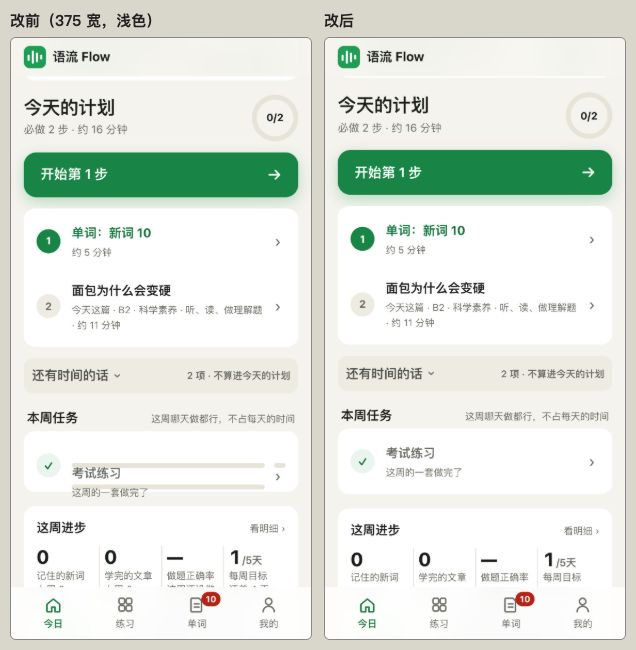 改前（375 宽，浅色）
语流 Flow
今天的计划
必做 2 步 · 约 16 分钟
0/2
开始第 1 步
1
单词：新词 10
约 5 分钟
2
面包为什么会变硬
今天这篇 · B2 · 科学素养 · 听、读、做理解题
· 约 11 分钟
还有时间的话
2 项 · 不算进今天的计划
本周任务
这周哪天做都行，不占每天的时间
考试练习
这周的一套做完了
这周进步
看明细 ›
0
0
—
1/5天
记住的新词
学完的文章
做题正确率
每周目标
10
今日
练习
单词
我的
改后
语流 Flow
今天的计划
必做 2 步 · 约 16 分钟
0/2
开始第 1 步
1
单词：新词 10
约 5 分钟
2
面包为什么会变硬
今天这篇 · B2 · 科学素养 · 听、读、做理解题
· 约 11 分钟
还有时间的话
2 项 · 不算进今天的计划
本周任务
这周哪天做都行，不占每天的时间
考试练习
这周的一套做完了
这周进步
看明细 ›
0
0
—
1/5天
记住的新词
学完的文章
做题正确率
每周目标
10
今日
练习
单词
我的